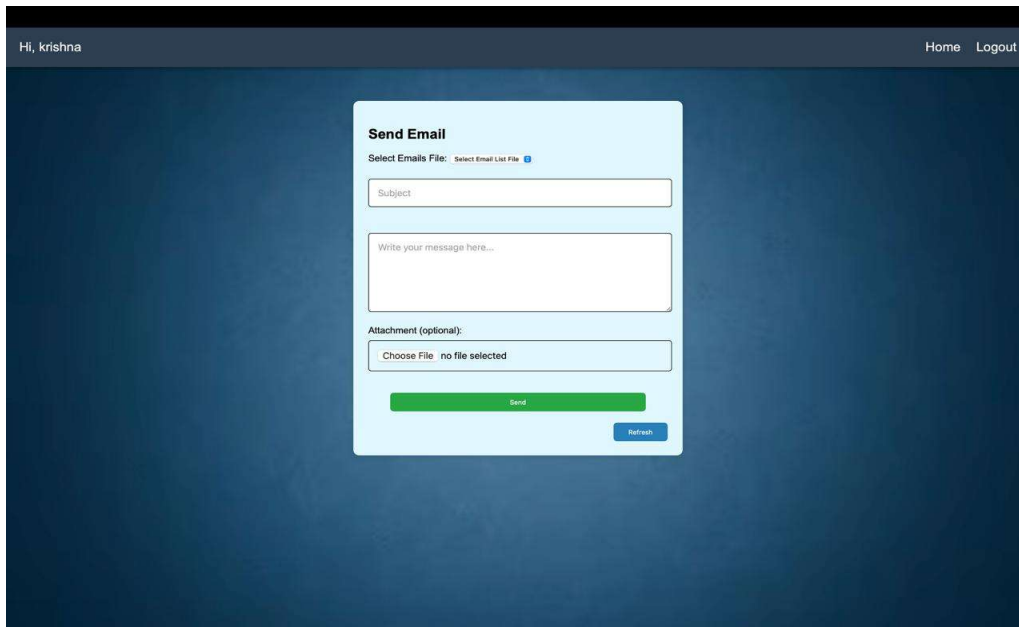 Hi, krishna
Home Logout
Send Email
Select Emails File: Select Email List File
Subject
Write your message here...
Attachment (optional):
Choose File no file selected
Send
Refresh